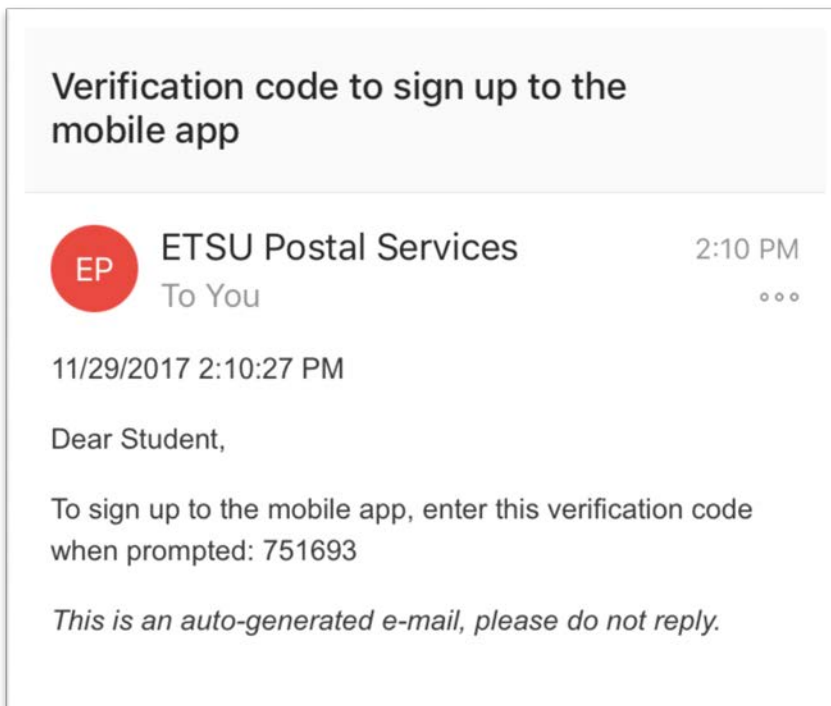 Verification code to sign up to the
mobile app
EP
ETSU Postal Services
2:10 PM
To You
11/29/2017 2:10:27 PM
Dear Student,
To sign up to the mobile app, enter this verification code
when prompted: 751693
This is an auto-generated e-mail, please do not reply.